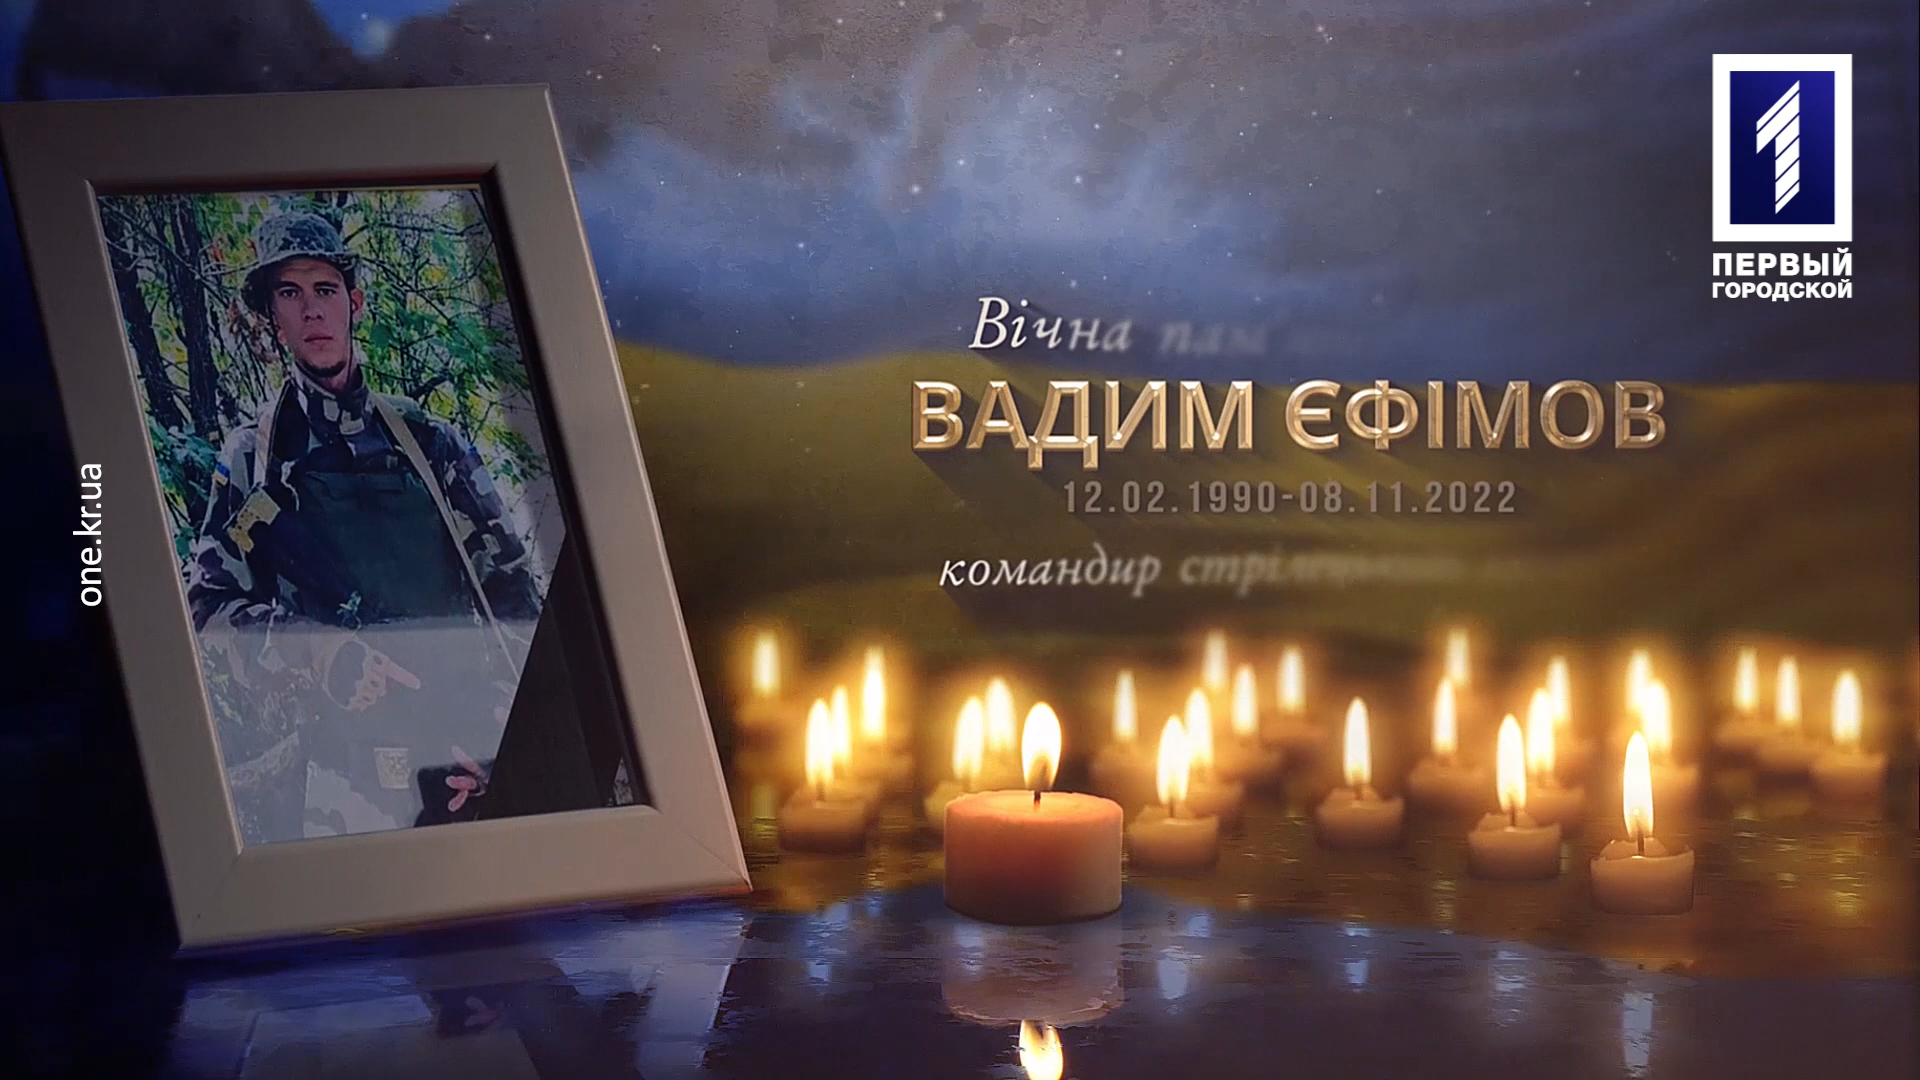 ПЕРВЫЙ
ГОРОДСКОЙ
one.kr.ua
Вічна
ВАДИМ ЄФІМОВ
12.02.1990-08.11.2022
командир